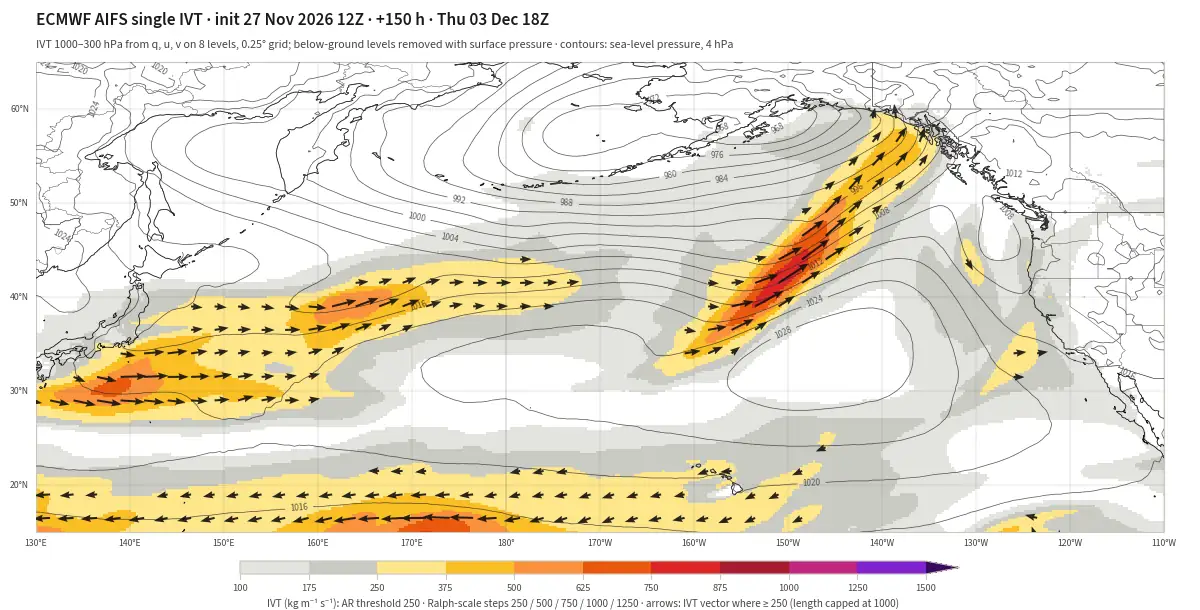 ECMWF AIFS single IVT · init 27 Nov 2026 12Z · +150 h · Thu 03 Dec 18Z
IVT 1000–300 hPa from q, u, v on 8 levels, 0.25° grid; below-ground levels removed with surface pressure · contours: sea-level pressure, 4 hPa
1020
1020
1024
60°N
968
968
976
980
984
1012
50°N
992
988
996
1000
1008
1008
1024
1004
1012
40°N
1016
1024
1028
1016
30°N
20°N
1020
1016
130°E 140°E 150°E 160°E 170°E 180° 170°W 160°W 150°W 140°W 130°W 120°W 110°W
100 175 250 375 500 625 750 875 1000 1250 1500
IVT (kg m⁻¹ s⁻¹): AR threshold 250 · Ralph-scale steps 250 / 500 / 750 / 1000 / 1250 · arrows: IVT vector where ≥ 250 (length capped at 1000)